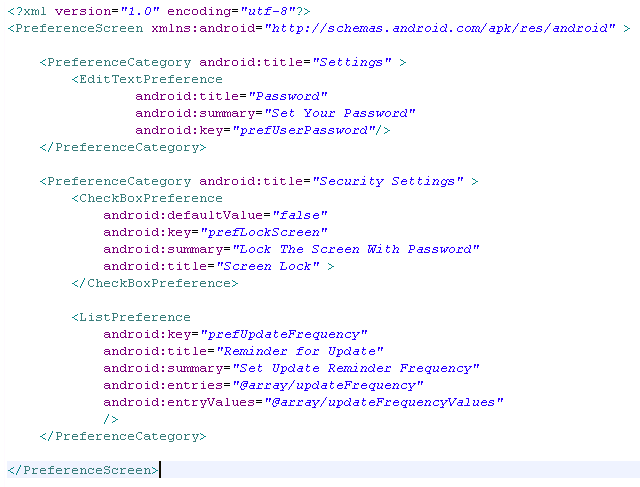 <?xml version="1.0" encoding="utf-8"?>
<PreferenceScreen xmlns:android="http://schemas.android.com/apk/res/android" >
<PreferenceCategory android:title="Settings" >
<EditTextPreference
android:title="Password"
android:summary="Set Your Password"
android:key="prefUserPassword"/>
</PreferenceCategory>
<PreferenceCategory android:title="Security Settings" >
<CheckBoxPreference
android:defaultValue="false"
android:key="prefLockScreen"
android:summary="Lock The Screen With Password"
android:title="Screen Lock" >
</CheckBoxPreference>
<ListPreference
android:key="prefUpdateFrequency"
android:title="Reminder for Update"
android:summary="Set Update Reminder Frequency"
android:entries="@array/updateFrequency"
android:entryValues="@array/updateFrequencyValues"
/>
</PreferenceCategory>
</PreferenceScreen>